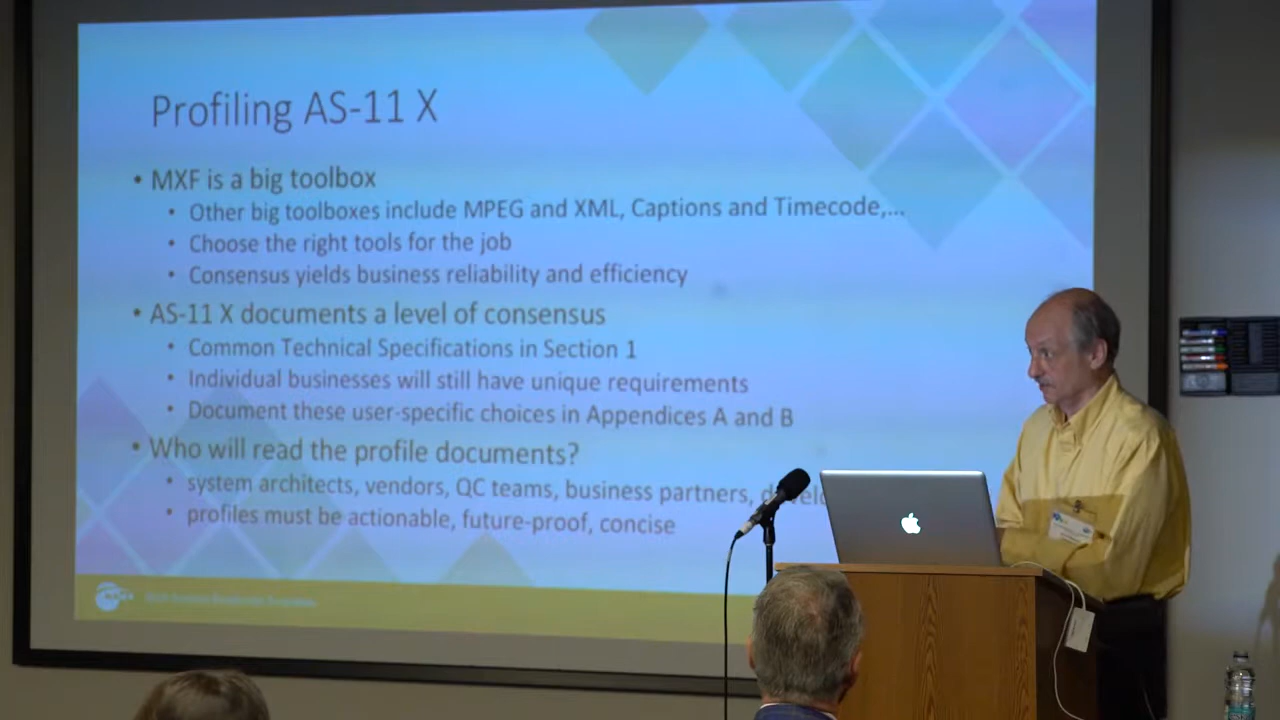 Profiling AS-11 X
• MXF is a big toolbox
• Other big toolboxes include MPEG and XML, Captions and Timecode,...
• Choose the right tools for the job
• Consensus yields business reliability and efficiency
• AS-11 X documents a level of consensus
• Common Technical Specifications in Section 1
• Individual businesses will still have unique requirements
• Document these user-specific choices in Appendices A and B
• Who will read the profile documents?
• system architects, vendors, QC teams, business partners,
• profiles must be actionable, future-proof, concise